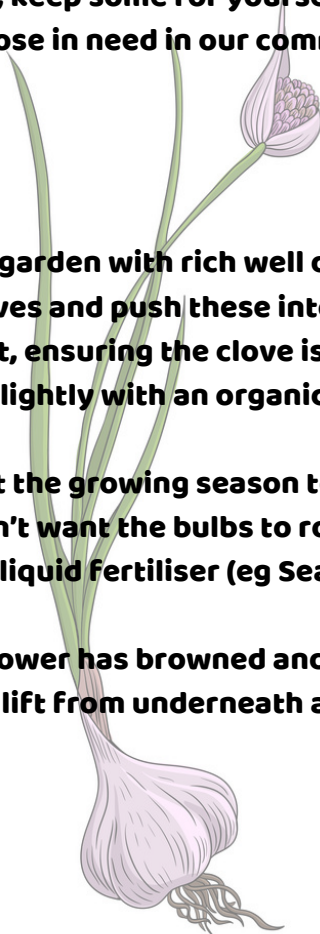 keep some for yourse
ose in need in our com
garden with rich well
ves and push these int
t, ensuring the clove is
lightly with an organic
t the growing season t
n't want the bulbs to ro
liquid fertiliser (eg Sea
ower has browned and
lift from underneath a